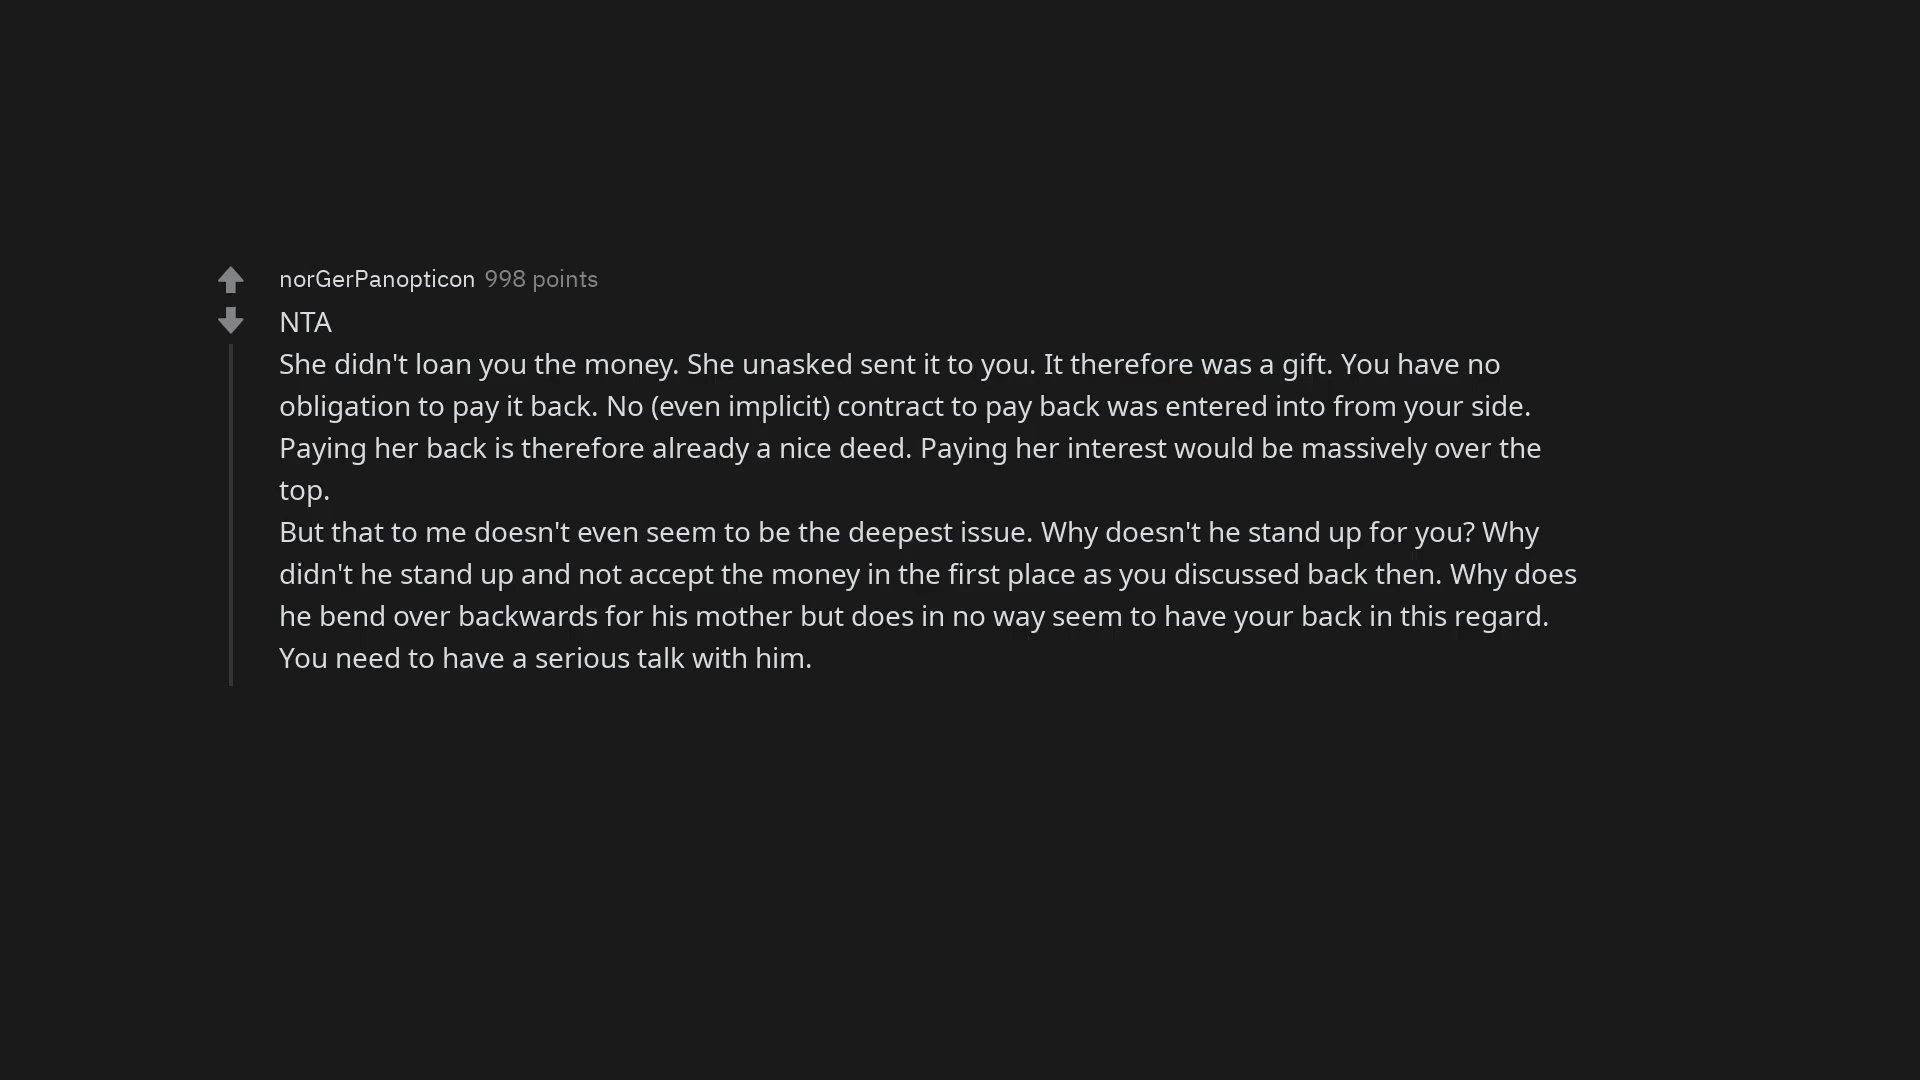 norGerPanopticon 998 points
NTA
She didn't loan you the money. She unasked sent it to you. It therefore was a gift. You have no
obligation to pay it back. No (even implicit) contract to pay back was entered into from your side.
Paying her back is therefore already a nice deed. Paying her interest would be massively over the
top.
But that to me doesn't even seem to be the deepest issue. Why doesn't he stand up for you? Why
didn't he stand up and not accept the money in the first place as you discussed back then. Why does
he bend over backwards for his mother but does in no way seem to have your back in this regard.
You need to have a serious talk with him.